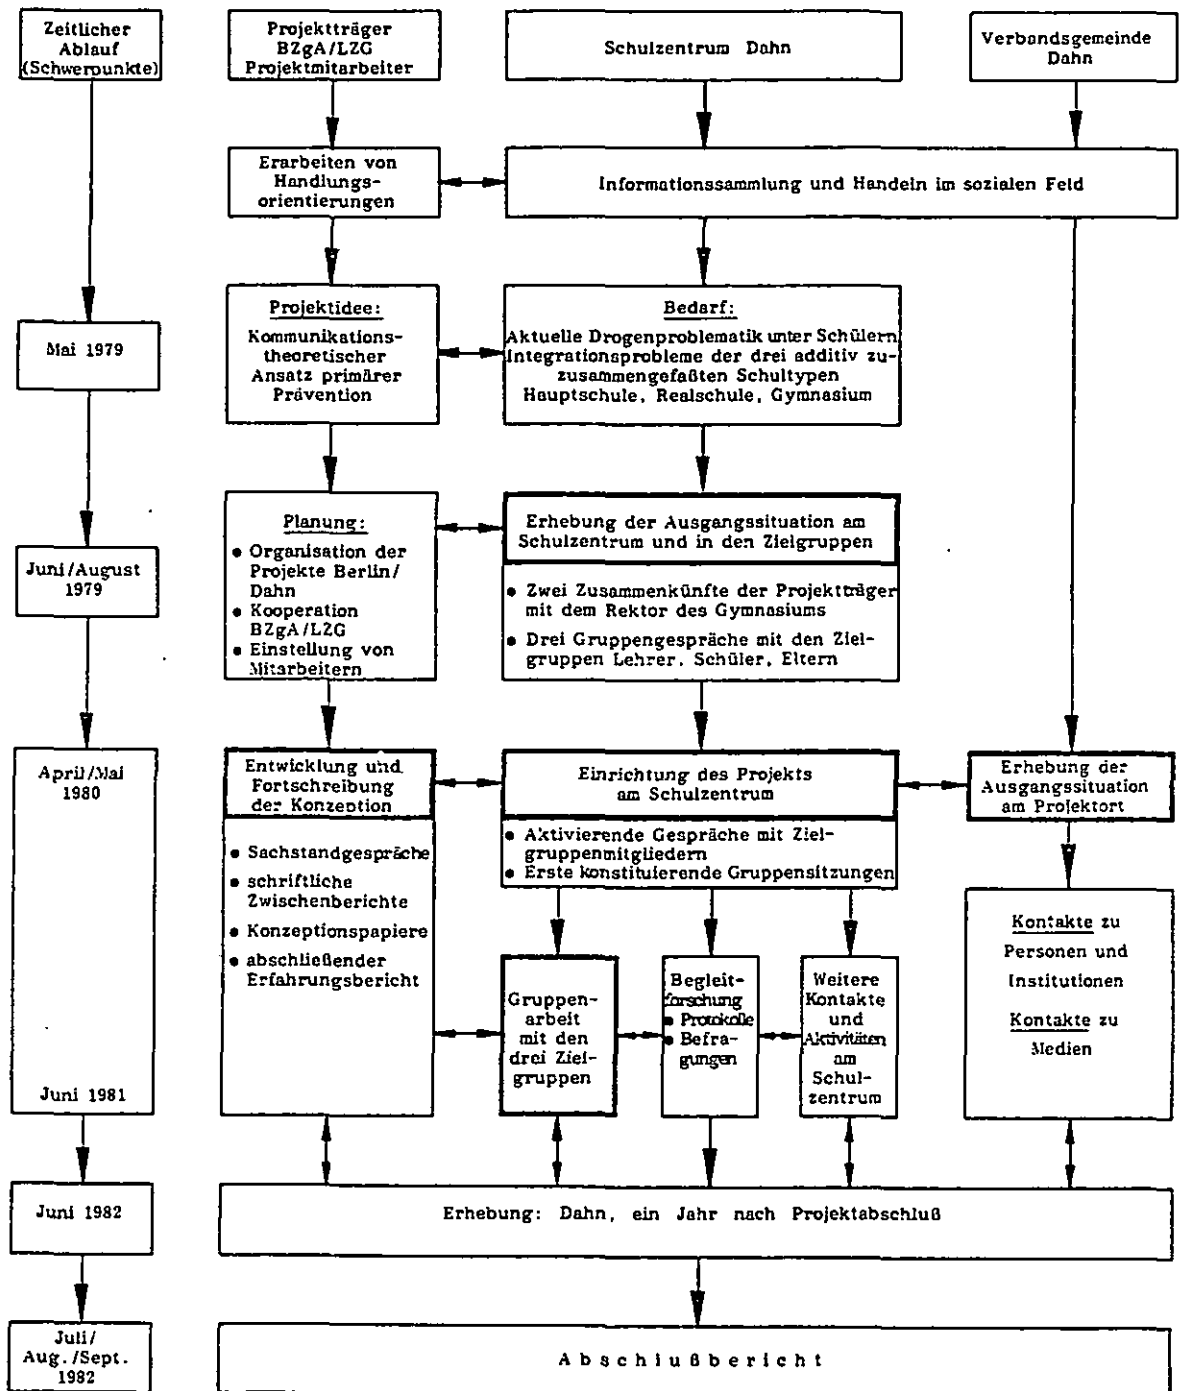 Zeitlicher
Ablauf
(Schwerpunkte)
Projektträger
BZgA/LZG
Projektmitarbeiter
Schulzentrum Dahn
Verbandsgemeinde
Dahn
Erarbeiten von
Handlungs-
orientierungen
Informationssammlung und Handeln im sozialen Feld
Mai 1979
Projektidee:
Kommunikations-
theoretischer
Ansatz primärer
Prävention
Bedarf:
Aktuelle Drogenproblematik unter Schülern
Integrationsprobleme der drei additiv zu-
zusammengefaßten Schultypen
Hauptschule, Realschule, Gymnasium
Juni/August
1979
Planung:
• Organisation der
Projekte Berlin/
Dahn
• Kooperation
BZgA/LZG
• Einstellung von
Mitarbeitern
Erhebung der Ausgangssituation am
Schulzentrum und in den Zielgruppen
• Zwei Zusammenkünfte der Projektträger
mit dem Rektor des Gymnasiums
• Drei Gruppengespräche mit den Ziel-
gruppen Lehrer, Schüler, Eltern
April/Mai
1980
Juni 1981
Entwicklung und
Fortschreibung
der Konzeption
• Sachstandgespräche
• schriftliche
Zwischenberichte
• Konzeptionspapiere
• abschließender
Erfahrungsbericht
Einrichtung des Projekts
am Schulzentrum
• Aktivierende Gespräche mit Ziel-
gruppenmitgliedern
• Erste konstituierende Gruppensitzungen
Erhebung der
Ausgangssituation
am Projektort
Gruppen-
arbeit
mit den
drei Ziel-
gruppen
Begleit-
forschung
• Protokolle
• Befra-
gungen
Weitere
Kontakte
und
Aktivitäten
am
Schul-
zentrum
Kontakte zu
Personen und
Institutionen
Kontakte zu
Medien
Juni 1982
Erhebung: Dahn, ein Jahr nach Projektabschluß
Juli/
Aug./Sept.
1982
Abschlußbericht